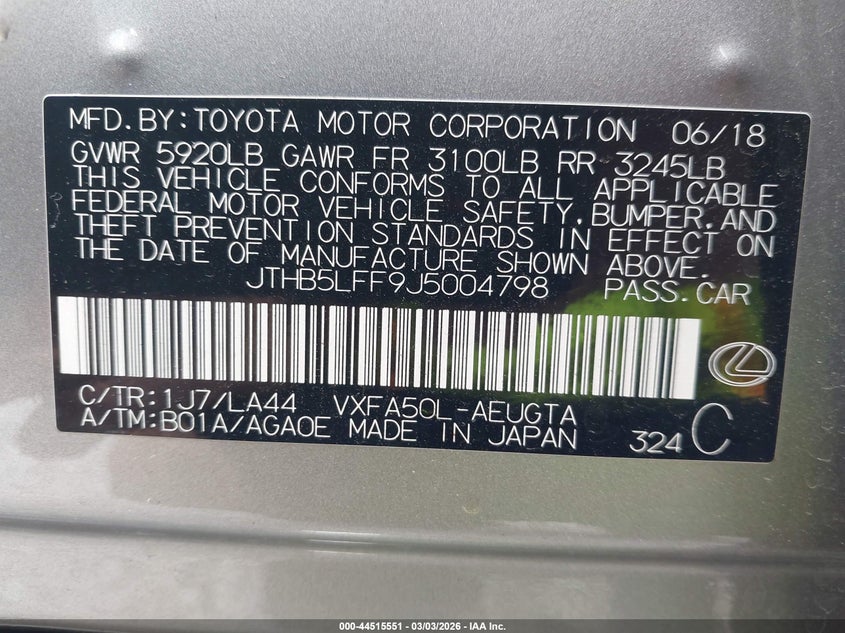 MFD.BY:TOYOTA MOTOR CORPORATION 06/18
GVWR 5920LB GAWR FR 3100LB RR 3245LB
THIS VEHICLE CONFORMS TO ALL APPLICABLE
FEDERAL MOTOR VEHICLE SAFETY,BUMPER,AND
THEFT PREVENTION STANDARDS IN EFFECT ON
THE DATE OF MANUFACTURE SHOWN ABOVE.
JTHB5LFF9J5004798 PASS.CAR
C/TR:1J7/LA44 VXFA50L-AEUGTA
A/TM:B01A/AGA0E MADE IN JAPAN 324 C
000-44515551 | 03/03/2026 | IAA Inc.